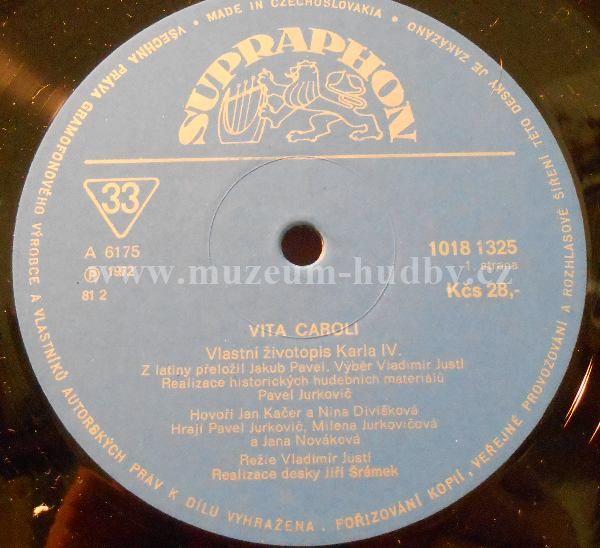 VŠECHNA PRÁVA GRAMOFONOVÉHO VÝROBCE A VLASTNÍKŮ AUTORSKÝCH PRÁV K DÍLU VYHRAŽENA. POŘIZOVÁNÍ KOPIÍ, VEŘEJNÉ PROVOZOVÁNÍ A ROZHLASOVÉ ŠÍŘENÍ TÉTO DESKY JE ZAKÁZÁNO
• MADE IN CZECHOSLOVAKIA •
SUPRAPHON
33
A 6175
Ⓟ 1972
81 2
1018 1325
1. strana
Kčs 28,-
www.muzeum-hudby.cz
VITA CAROLI
Vlastní životopis Karla IV.
Z latiny přeložil Jakub Pavel. Výběr Vladimír Justl
Realizace historických hudebních materiálů
Pavel Jurkovič
Hovoří Jan Kačer a Nina Divíšková
Hrají Pavel Jurkovič, Milena Jurkovičová
a Jana Nováková
Režie Vladimír Justl
Realizace desky Jiří Šrámek